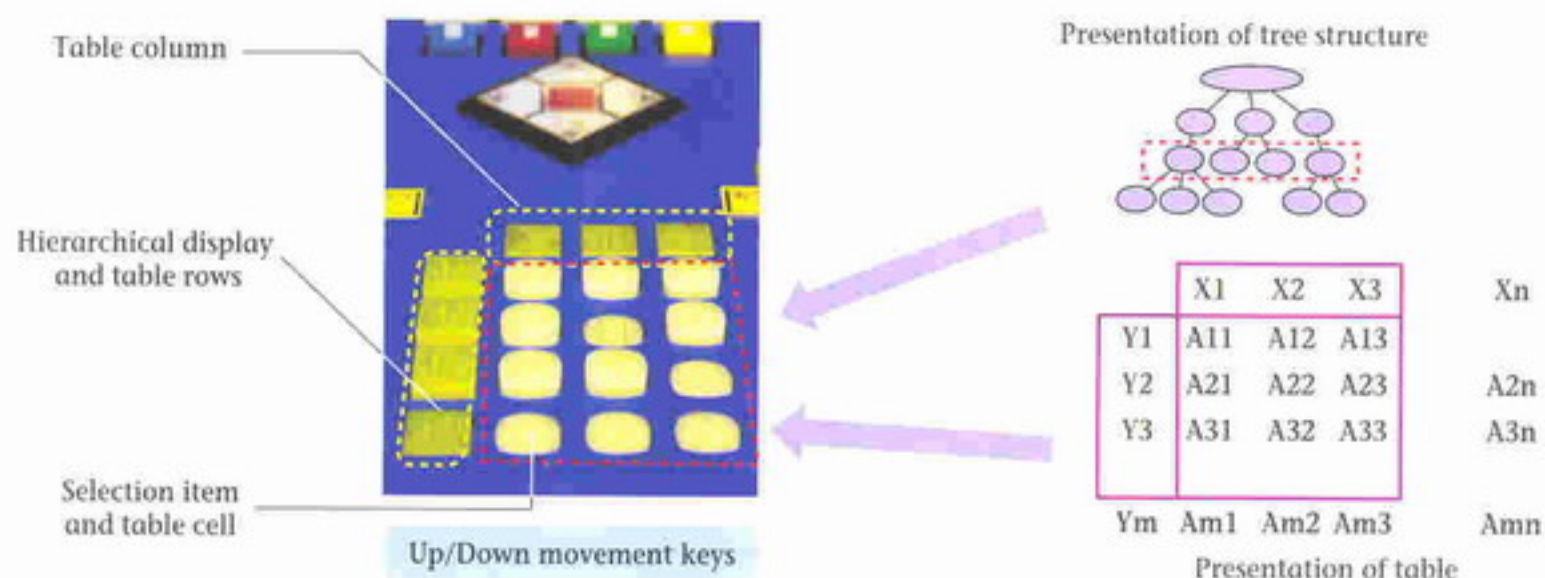 Table column
Hierarchical display
and table rows
Selection item
and table cell
Up/Down movement keys
Presentation of tree structure
X1 X2 X3 Xn
Y1 A11 A12 A13
Y2 A21 A22 A23 A2n
Y3 A31 A32 A33 A3n
Ym Am1 Am2 Am3 Amn
Presentation of table